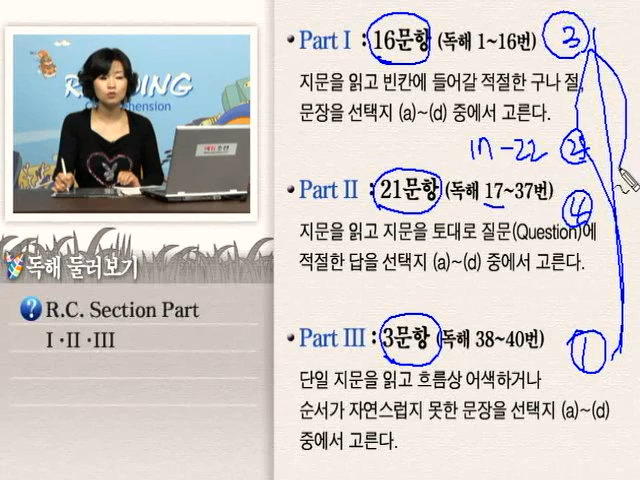 READING
Comprehension
독해 둘러보기
? R.C. Section Part
I·II·III
•Part I : 16문항 (독해 1~16번) ③
지문을 읽고 빈칸에 들어갈 적절한 구나 절,
문장을 선택지 (a)~(d) 중에서 고른다.
17-22 ②
•Part II : 21문항 (독해 17~37번) ④
지문을 읽고 지문을 토대로 질문(Question)에
적절한 답을 선택지 (a)~(d) 중에서 고른다.
•Part III : 3문항 (독해 38~40번) ①
단일 지문을 읽고 흐름상 어색하거나
순서가 자연스럽지 못한 문장을 선택지 (a)~(d)
중에서 고른다.